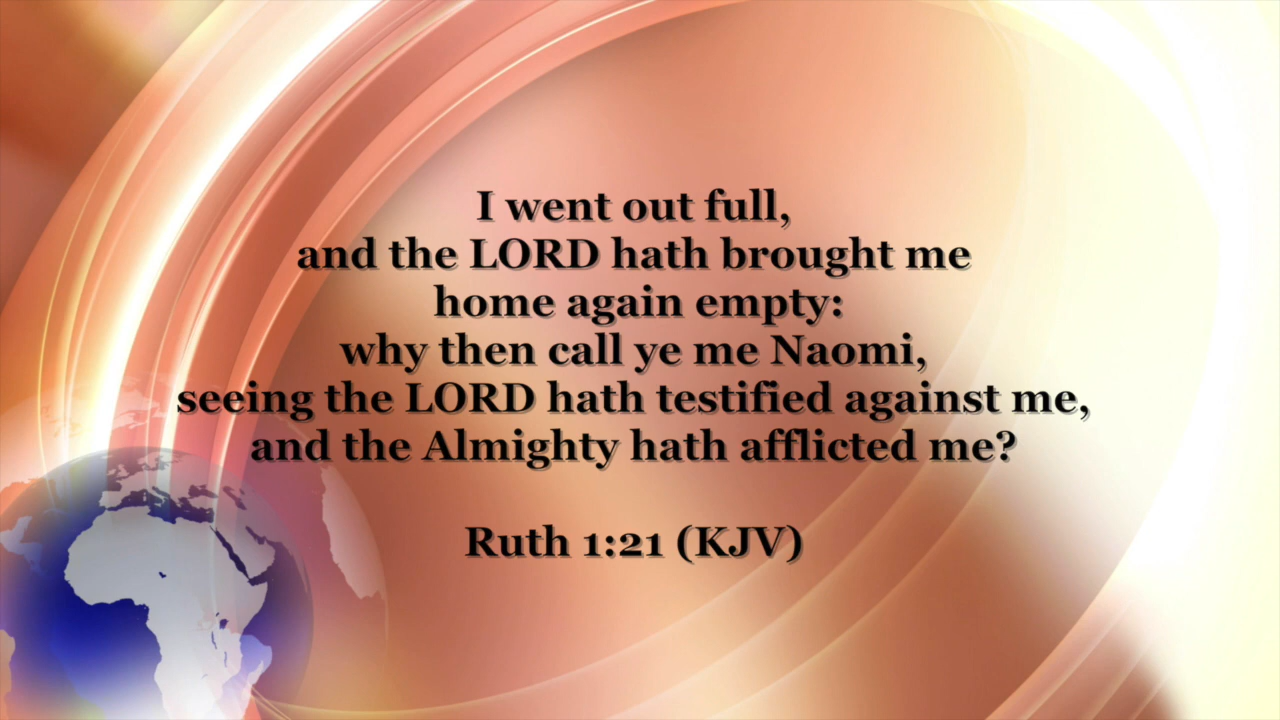 I went out full,
and the LORD hath brought me
home again empty:
why then call ye me Naomi,
seeing the LORD hath testified against me,
and the Almighty hath afflicted me?
Ruth 1:21 (KJV)